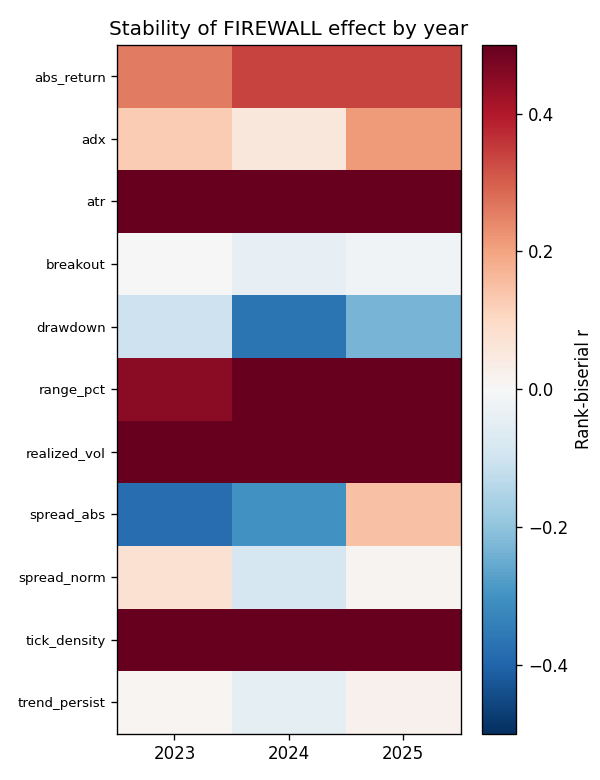 Stability of FIREWALL effect by year
abs_return
adx
atr
breakout
drawdown
range_pct
realized_vol
spread_abs
spread_norm
tick_density
trend_persist
2023 2024 2025
0.4
0.2
0.0
−0.2
−0.4
Rank-biserial r